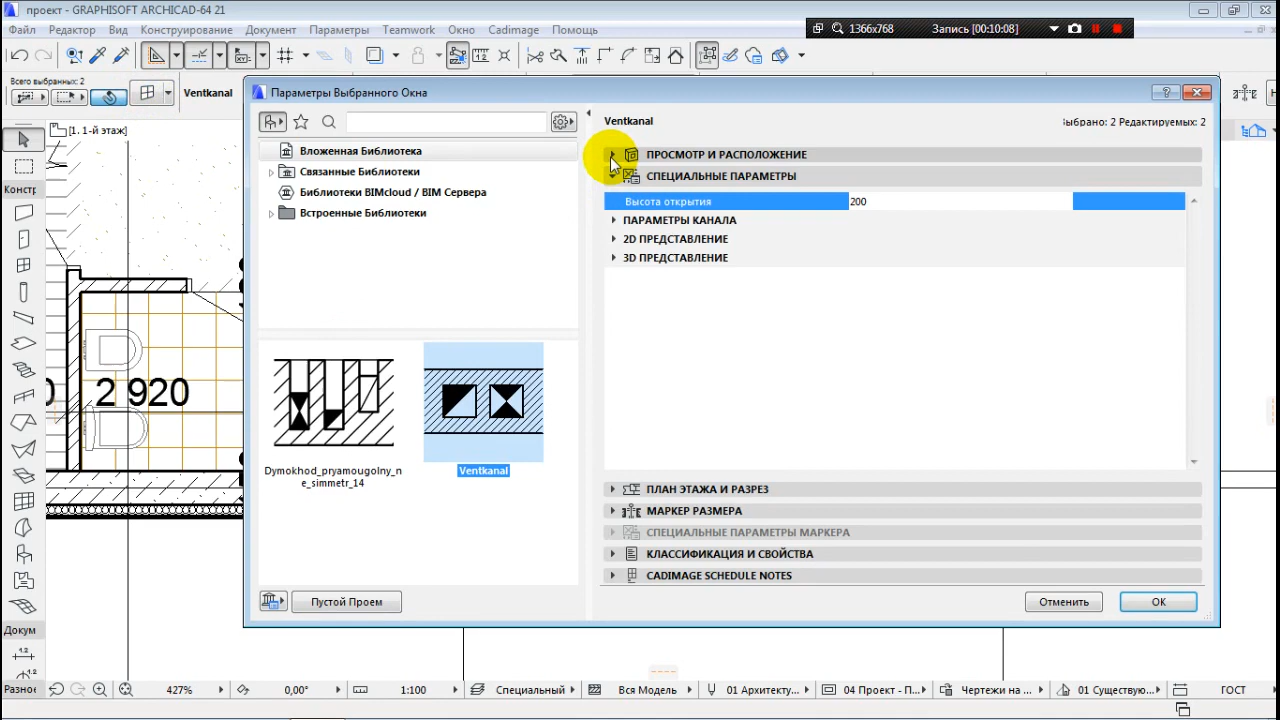 проект - GRAPHISOFT ARCHICAD-64 21
Файл Редактор Вид Конструирование Документ Параметры Teamwork Окно Cadimage Помощь
1366x768 Запись [00:10:08]
Всего выбранных: 2
Ventkanal
[1. 1-й этаж]
Констр
2 920
Докум
Разное
Параметры Выбранного Окна
Вложенная Библиотека
Связанные Библиотеки
Библиотеки BIMcloud / BIM Сервера
Встроенные Библиотеки
Dymokhod_pryamougolny_n
e_simmetr_14
Ventkanal
Пустой Проем
Ventkanal
Выбрано: 2 Редактируемых: 2
ПРОСМОТР И РАСПОЛОЖЕНИЕ
СПЕЦИАЛЬНЫЕ ПАРАМЕТРЫ
Высота открытия 200
ПАРАМЕТРЫ КАНАЛА
2D ПРЕДСТАВЛЕНИЕ
3D ПРЕДСТАВЛЕНИЕ
ПЛАН ЭТАЖА И РАЗРЕЗ
МАРКЕР РАЗМЕРА
СПЕЦИАЛЬНЫЕ ПАРАМЕТРЫ МАРКЕРА
КЛАССИФИКАЦИЯ И СВОЙСТВА
CADIMAGE SCHEDULE NOTES
Отменить OK
427% 0,00° 1:100 Специальный Вся Модель 01 Архитекту... 04 Проект - П... Чертежи на ... 01 Существую... ГОСТ